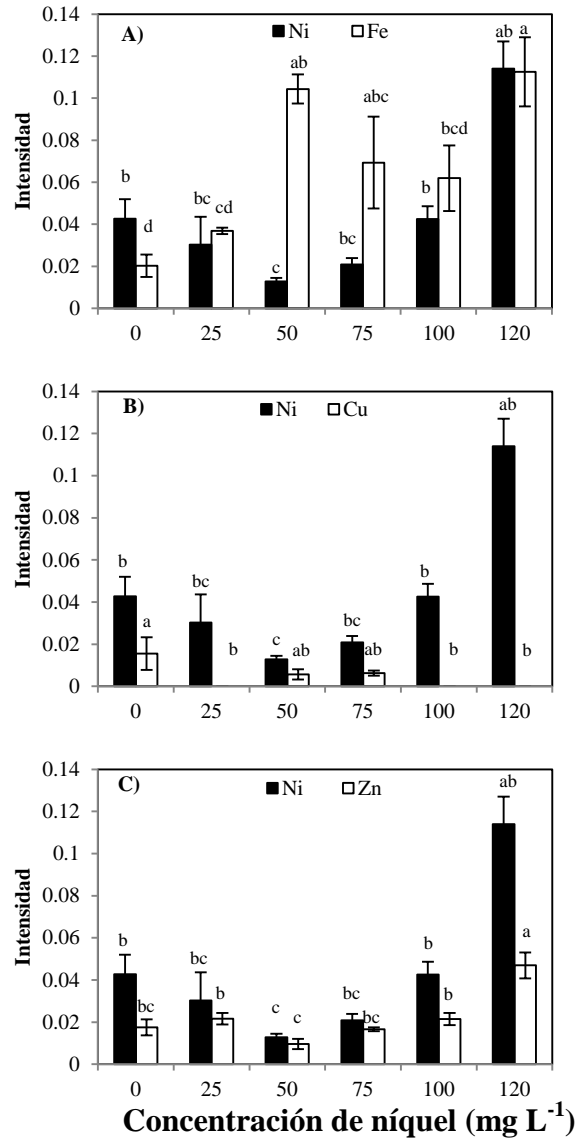 A) Ni Fe
0.14
0.12
0.1
0.08
0.06
0.04
0.02
0
Intensidad
b d bc cd c ab bc abc b bcd ab a
0 25 50 75 100 120
B) Ni Cu
0.14
0.12
0.1
0.08
0.06
0.04
0.02
0
Intensidad
b a bc b c ab bc ab b b ab b
0 25 50 75 100 120
C) Ni Zn
0.14
0.12
0.1
0.08
0.06
0.04
0.02
0
Intensidad
b bc bc b c c bc bc b b ab a
0 25 50 75 100 120
Concentración de níquel (mg L⁻¹)